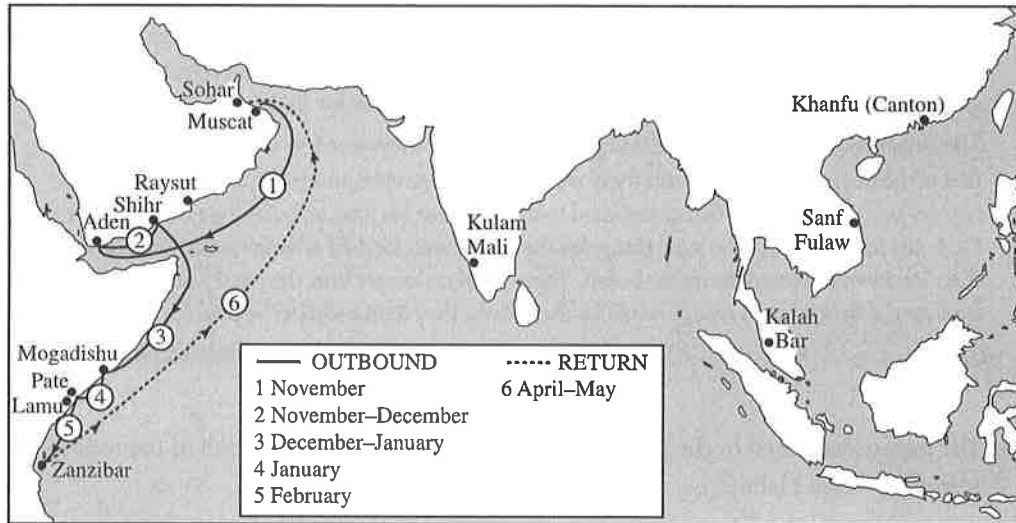 Sohar
Muscat
Khanfu (Canton)
Raysut
Shihr
Aden
1
2
Kulam
Mali
Sanf
Fulaw
6
3
Mogadishu
Kalah
Bar
Pate
Lamu
4
5
Zanzibar
OUTBOUND
1 November
2 November–December
3 December–January
4 January
5 February
RETURN
6 April–May